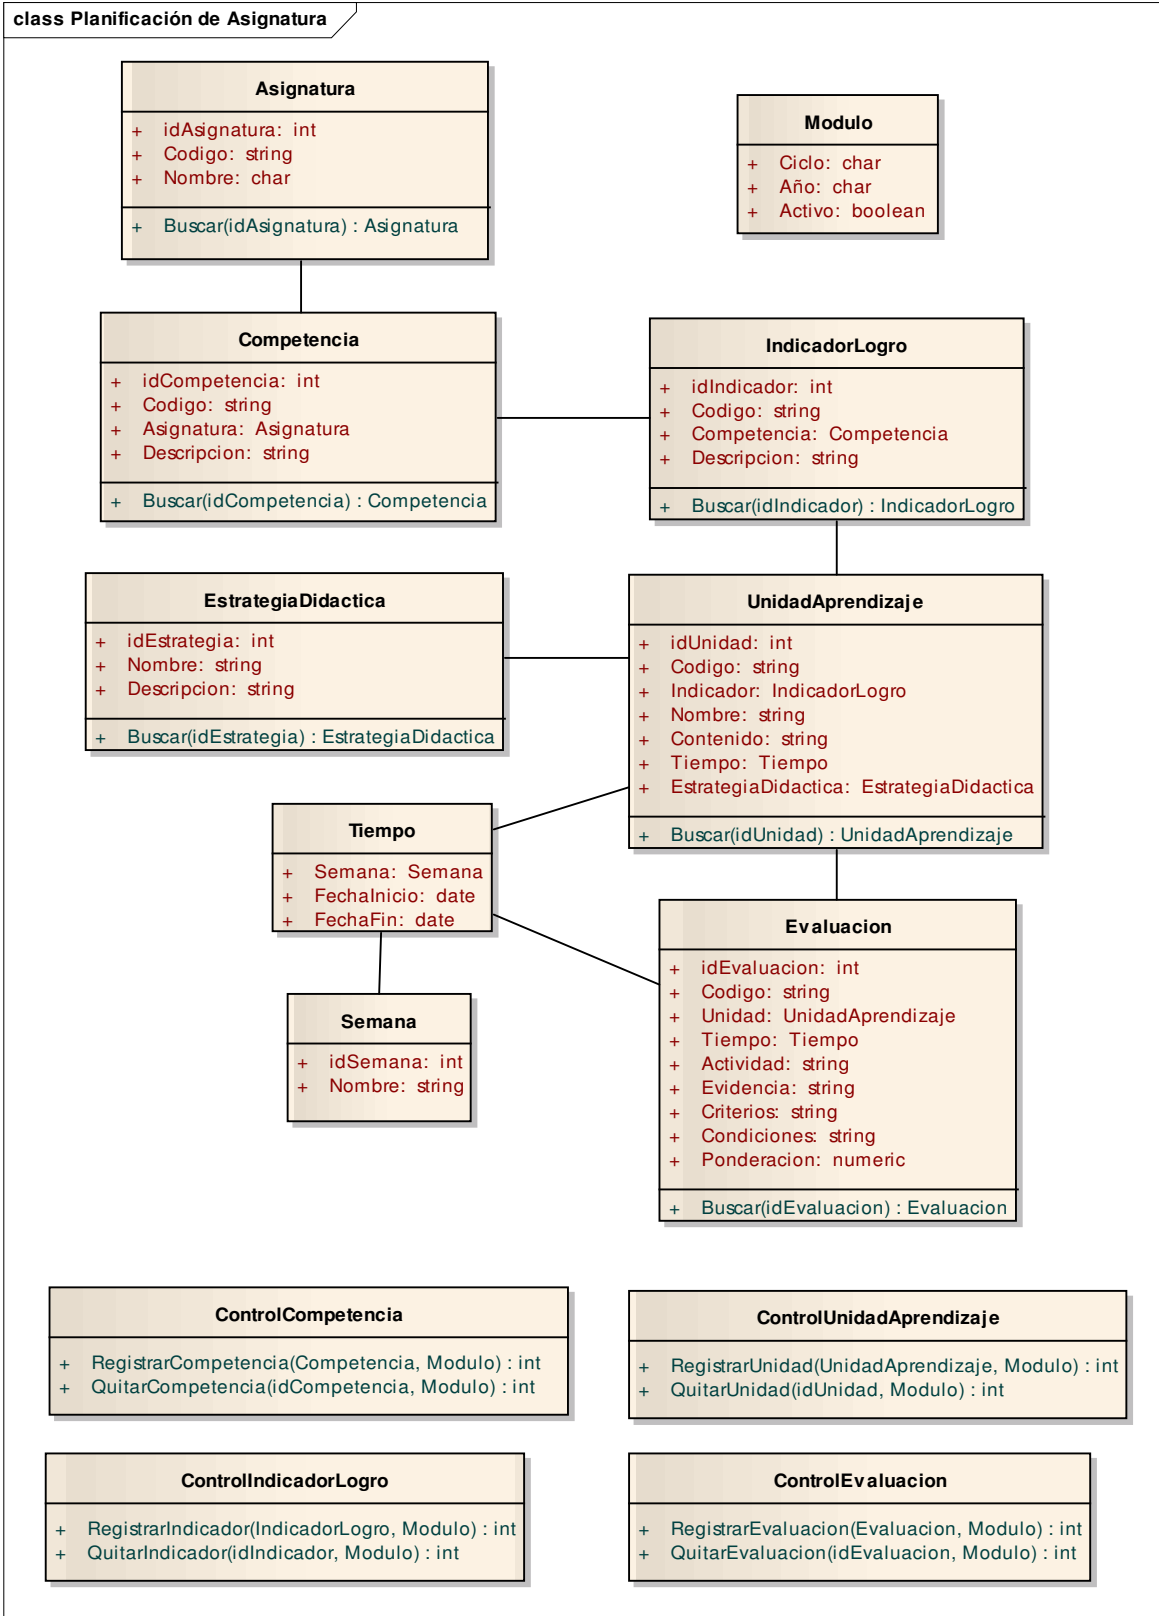 class Planificación de Asignatura
Asignatura
+ idAsignatura: int
+ Codigo: string
+ Nombre: char
+ Buscar(idAsignatura) : Asignatura
Modulo
+ Ciclo: char
+ Año: char
+ Activo: boolean
Competencia
+ idCompetencia: int
+ Codigo: string
+ Asignatura: Asignatura
+ Descripcion: string
+ Buscar(idCompetencia) : Competencia
IndicadorLogro
+ idIndicador: int
+ Codigo: string
+ Competencia: Competencia
+ Descripcion: string
+ Buscar(idIndicador) : IndicadorLogro
EstrategiaDidactica
+ idEstrategia: int
+ Nombre: string
+ Descripcion: string
+ Buscar(idEstrategia) : EstrategiaDidactica
UnidadAprendizaje
+ idUnidad: int
+ Codigo: string
+ Indicador: IndicadorLogro
+ Nombre: string
+ Contenido: string
+ Tiempo: Tiempo
+ EstrategiaDidactica: EstrategiaDidactica
+ Buscar(idUnidad) : UnidadAprendizaje
Tiempo
+ Semana: Semana
+ FechaInicio: date
+ FechaFin: date
Evaluacion
+ idEvaluacion: int
+ Codigo: string
+ Unidad: UnidadAprendizaje
+ Tiempo: Tiempo
+ Actividad: string
+ Evidencia: string
+ Criterios: string
+ Condiciones: string
+ Ponderacion: numeric
+ Buscar(idEvaluacion) : Evaluacion
Semana
+ idSemana: int
+ Nombre: string
ControlCompetencia
+ RegistrarCompetencia(Competencia, Modulo) : int
+ QuitarCompetencia(idCompetencia, Modulo) : int
ControlUnidadAprendizaje
+ RegistrarUnidad(UnidadAprendizaje, Modulo) : int
+ QuitarUnidad(idUnidad, Modulo) : int
ControlIndicadorLogro
+ RegistrarIndicador(IndicadorLogro, Modulo) : int
+ QuitarIndicador(idIndicador, Modulo) : int
ControlEvaluacion
+ RegistrarEvaluacion(Evaluacion, Modulo) : int
+ QuitarEvaluacion(idEvaluacion, Modulo) : int